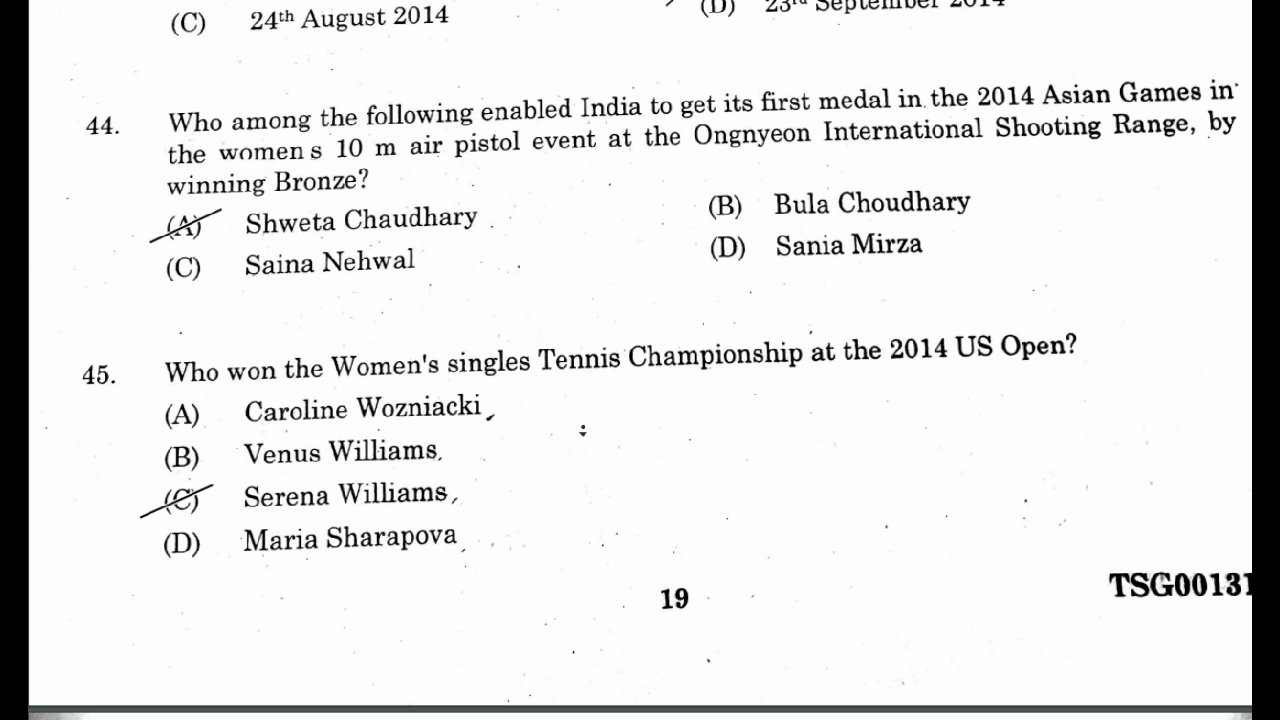 (C) 24th August 2014 (D) 23rd September 2014
44. Who among the following enabled India to get its first medal in the 2014 Asian Games in
the women s 10 m air pistol event at the Ongnyeon International Shooting Range, by
winning Bronze?
(A) Shweta Chaudhary (B) Bula Choudhary
(C) Saina Nehwal (D) Sania Mirza
45. Who won the Women's singles Tennis Championship at the 2014 US Open?
(A) Caroline Wozniacki
(B) Venus Williams
(C) Serena Williams
(D) Maria Sharapova
19
TSG00131